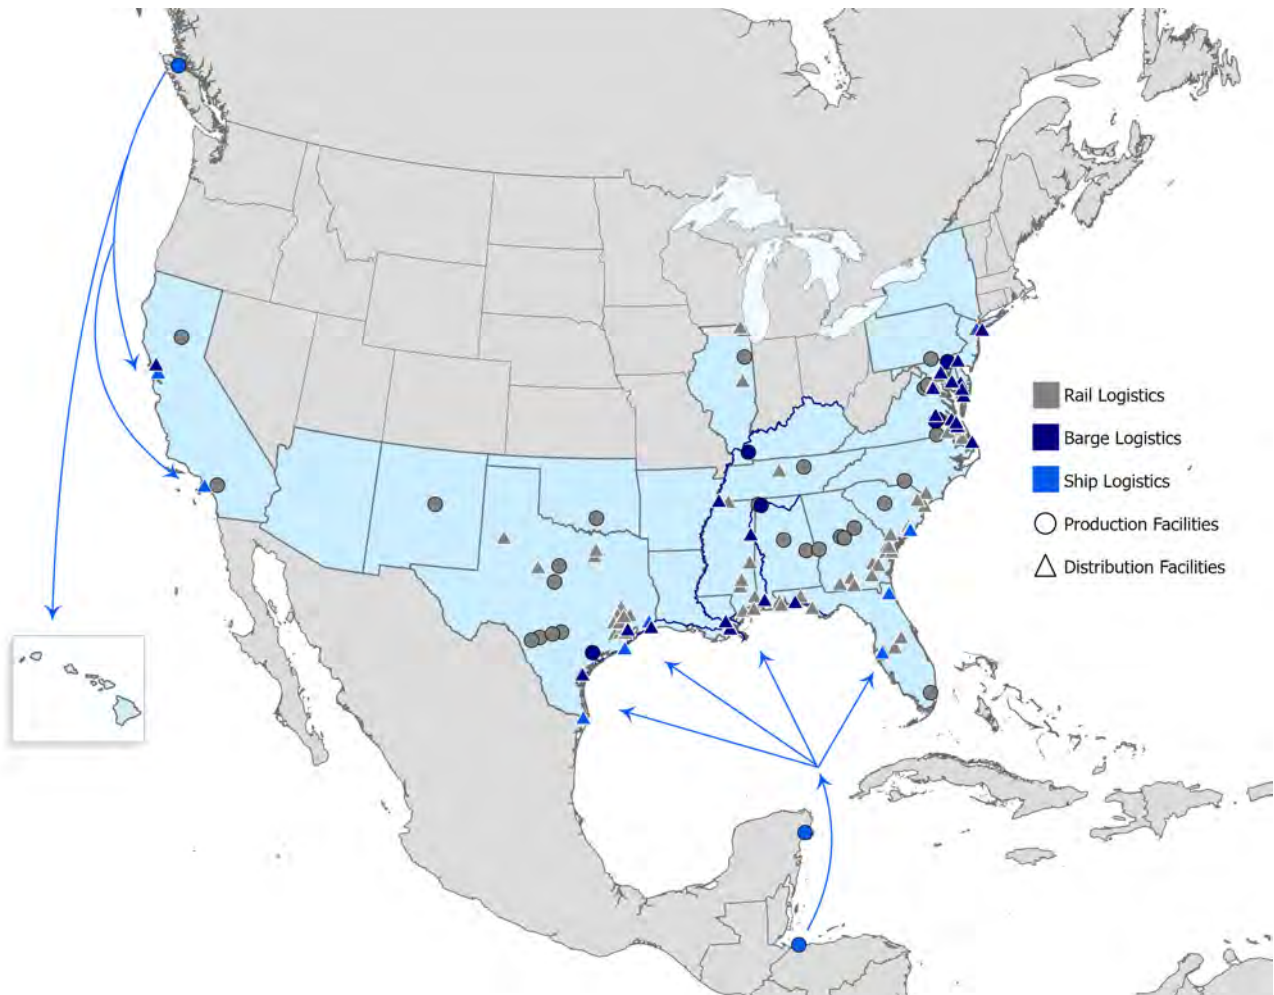 Rail Logistics
Barge Logistics
Ship Logistics
Production Facilities
Distribution Facilities